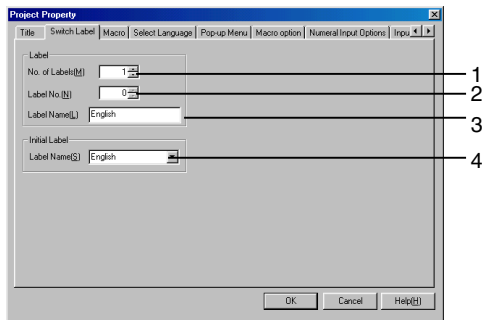 Project Property
Title Switch Label Macro Select Language Pop-up Menu Macro option Numeral Input Options Inpu
Label
No. of Labels(M) 1 1
Label No.(N) 0 2
Label Name(L) English 3
Initial Label
Label Name(S) English 4
OK Cancel Help(H)